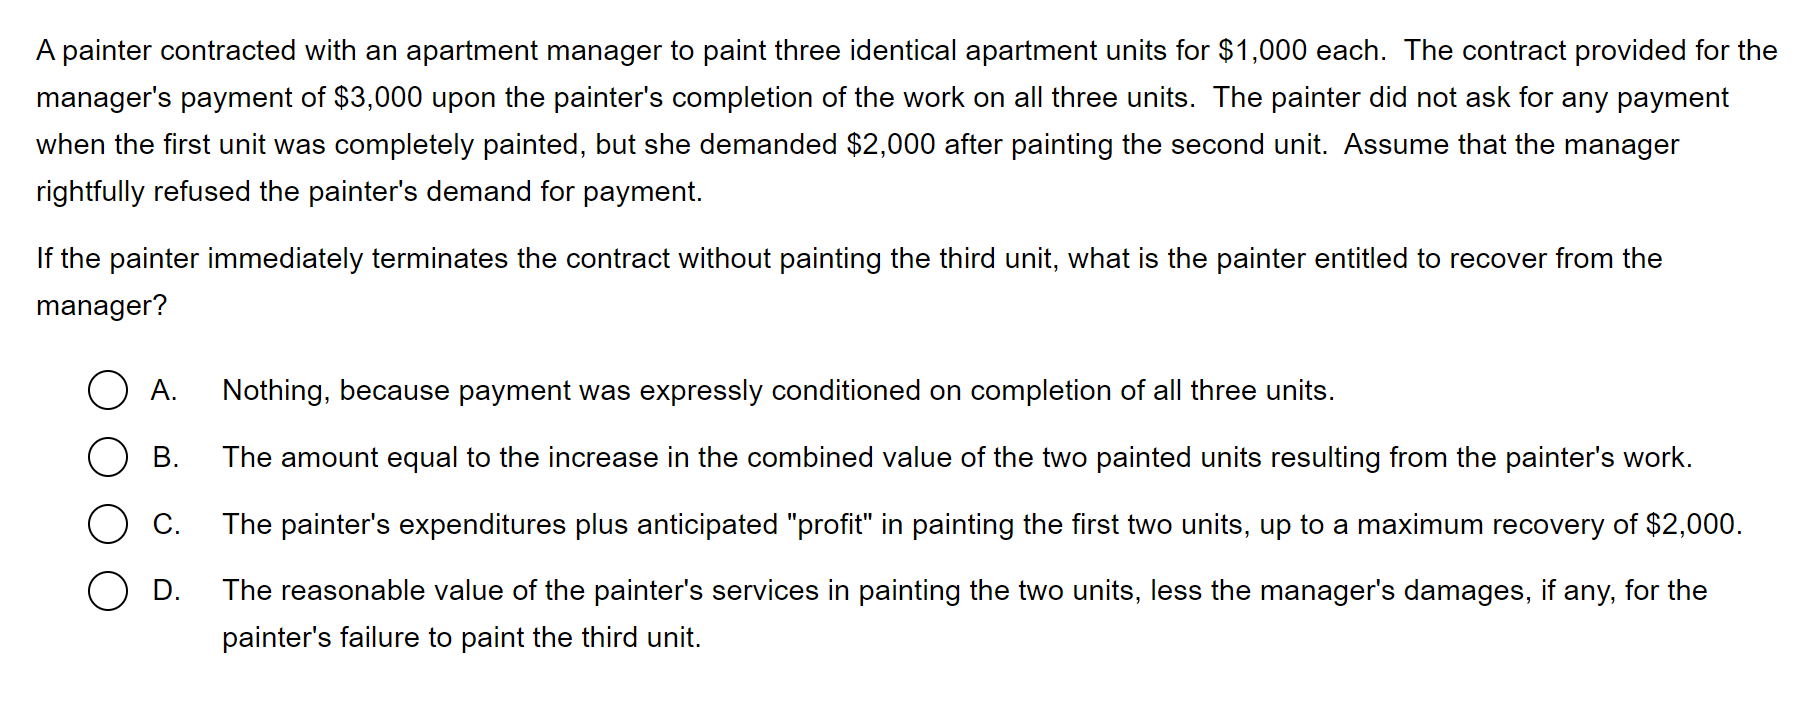 A painter contracted with an apartment manager to paint three identical apartment units for $1,000 each.  The contract provided for the
manager's payment of $3,000 upon the painter's completion of the work on all three units.  The painter did not ask for any payment
when the first unit was completely painted, but she demanded $2,000 after painting the second unit.  Assume that the manager
rightfully refused the painter's demand for payment.
If the painter immediately terminates the contract without painting the third unit, what is the painter entitled to recover from the
manager?
A. Nothing, because payment was expressly conditioned on completion of all three units.
B. The amount equal to the increase in the combined value of the two painted units resulting from the painter's work.
C. The painter's expenditures plus anticipated "profit" in painting the first two units, up to a maximum recovery of $2,000.
D. The reasonable value of the painter's services in painting the two units, less the manager's damages, if any, for the
painter's failure to paint the third unit.